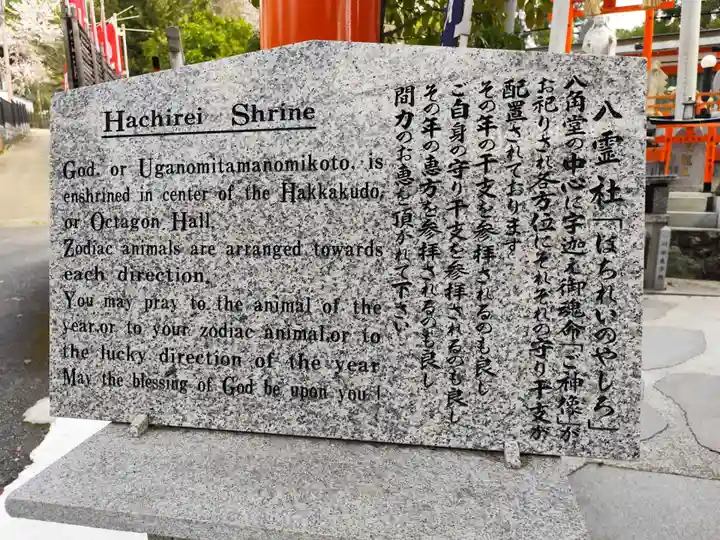 Hachirei Shrine
God, or Uganomitamanomikoto, is
enshrined in center of the Hakkakudo,
or Octagon Hall.
Zodiac animals are arranged towards
each direction.
You may pray to the animal of the
year,or to your zodiac animal,or to
the lucky direction of the year
May the blessing of God be upon you!
八霊社「はちれいのやしろ」
八角堂の中心に宇迦之御魂命「ご神像」が
お祀りされ各方位にそれぞれの守り干支が
配置されております
その年の干支を参拝されるのも良し
ご自身の守り干支を参拝されるのも良し
その年の恵方を参拝されるのも良し
間力のお恵を頂かれて下さい